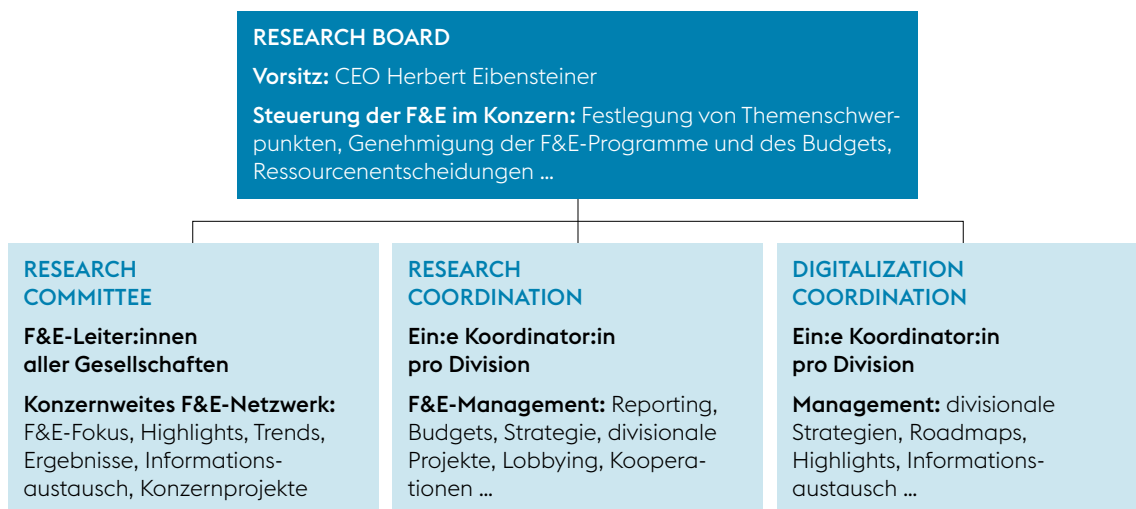 RESEARCH BOARD
Vorsitz: CEO Herbert Eibensteiner
Steuerung der F&E im Konzern: Festlegung von Themenschwer-
punkten, Genehmigung der F&E-Programme und des Budgets,
Ressourcenentscheidungen ...
RESEARCH
COMMITTEE
F&E-Leiter:innen
aller Gesellschaften
Konzernweites F&E-Netzwerk:
F&E-Fokus, Highlights, Trends,
Ergebnisse, Informations-
austausch, Konzernprojekte
RESEARCH
COORDINATION
Ein:e Koordinator:in
pro Division
F&E-Management: Reporting,
Budgets, Strategie, divisionale
Projekte, Lobbying, Koopera-
tionen ...
DIGITALIZATION
COORDINATION
Ein:e Koordinator:in
pro Division
Management: divisionale
Strategien, Roadmaps,
Highlights, Informations-
austausch ...